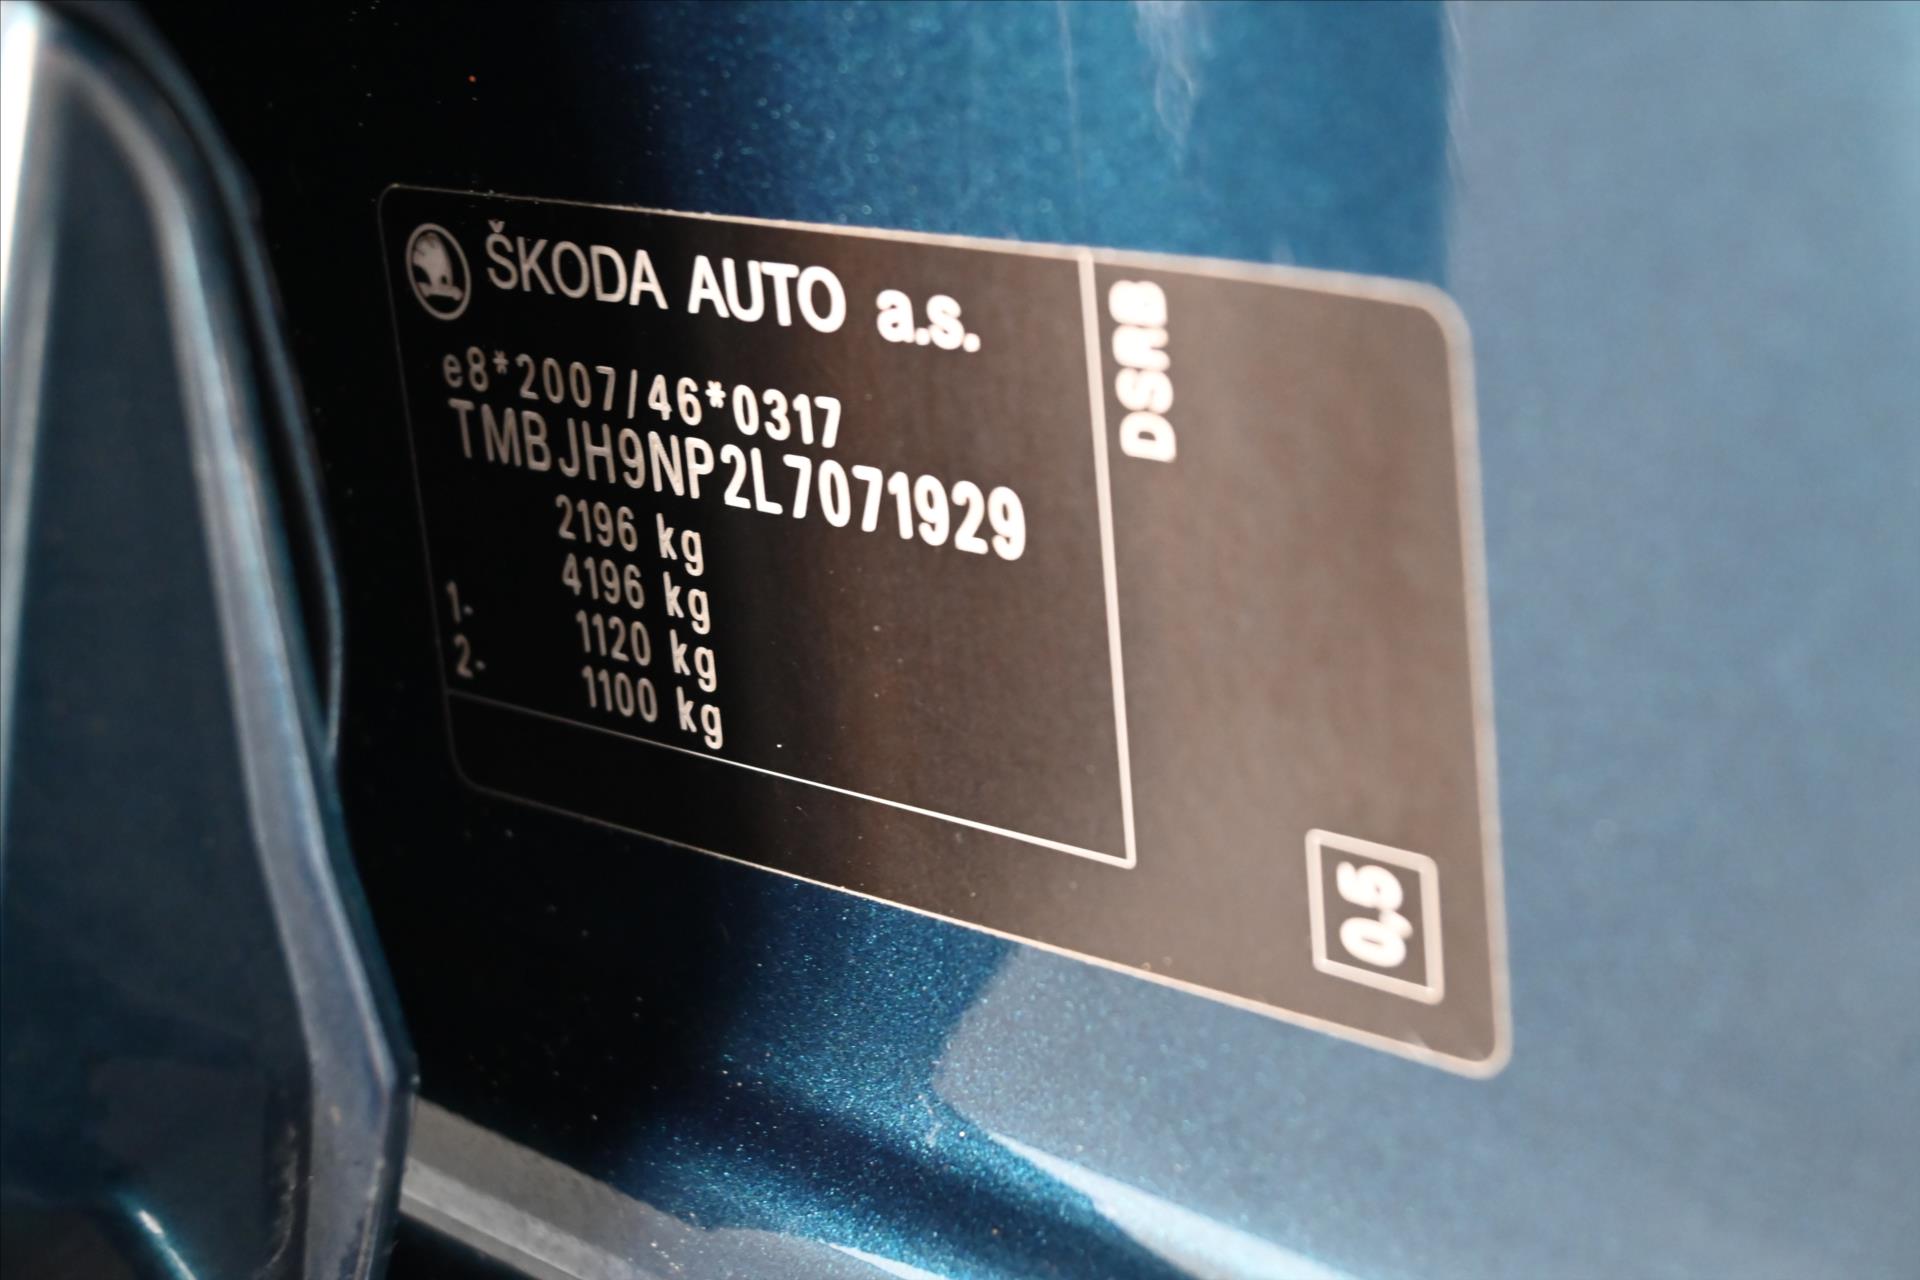 ŠKODA AUTO a.s.
e8*2007/46*0317
TMBJH9NP2L7071929
2196 kg
4196 kg
1- 1120 kg
2- 1100 kg
DSRB
0,5